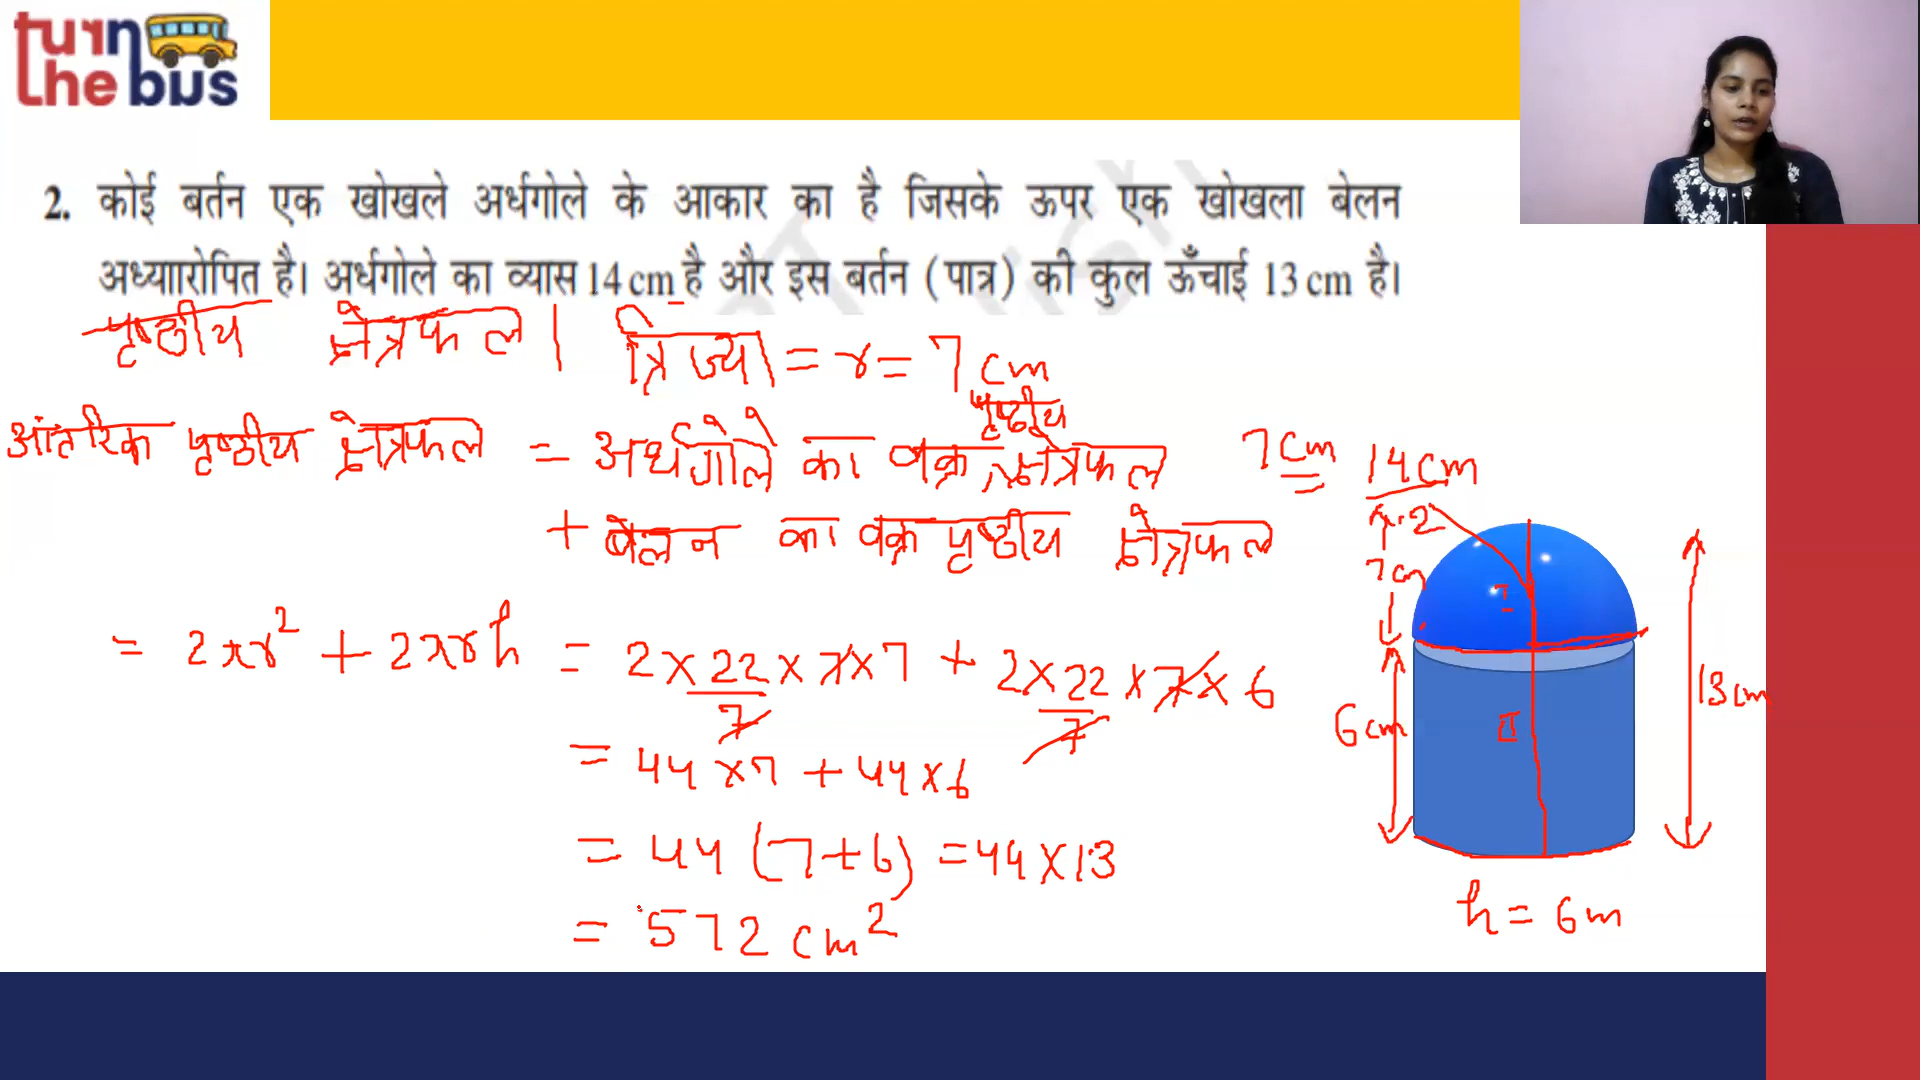 turn
the bus
2. कोई बर्तन एक खोखले अर्धगोले के आकार का है जिसके ऊपर एक खोखला बेलन
अध्यारोपित है। अर्धगोले का व्यास 14 cm है और इस बर्तन (पात्र) की कुल ऊँचाई 13 cm है।
पृष्ठीय क्षेत्रफल | त्रिज्या = r = 7 cm
पृष्ठीय
आंतरिक पृष्ठीय क्षेत्रफल = अर्धगोले का वक्र क्षेत्रफल
+ बेलन का वक्र पृष्ठीय क्षेत्रफल
= 2πr² + 2πrh = 2 × 22/7 × 7 × 7 + 2 × 22/7 × 7 × 6
= 44 × 7 + 44 × 6
= 44 (7+6) = 44 × 13
= 572 cm²
7 cm
14 cm
7 cm
I
6 cm
II
13 cm
h = 6m